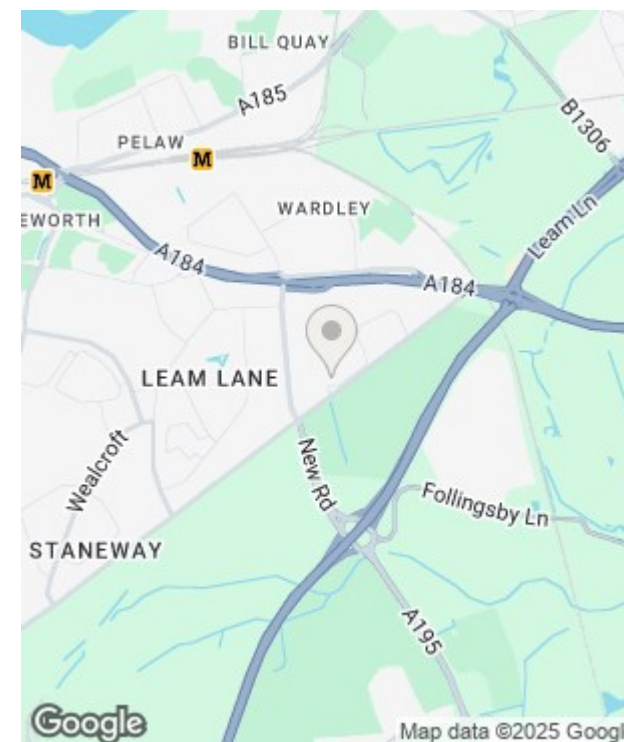 BILL QUAY
A185
B1306
PELAW
M
M
EWORTH
WARDLEY
Leam Ln
A184
A184
LEAM LANE
Wealcroft
New Rd
Follingsby Ln
STANEWAY
A195
Google
Map data ©2025 Googl